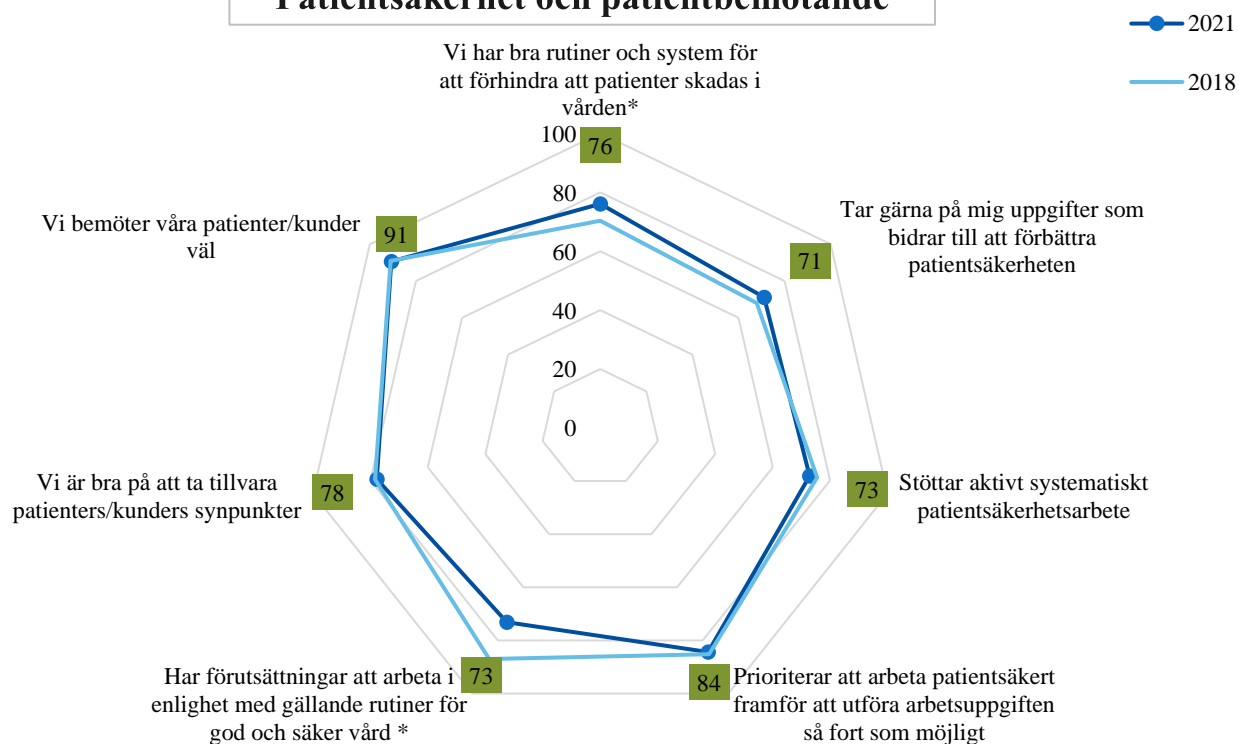 Patientsäkerhet och patientbemötande
2021
2018
Vi har bra rutiner och system för
att förhindra att patienter skadas i
vården*
100
76
80
60
40
20
0
Tar gärna på mig uppgifter som
bidrar till att förbättra
patientsäkerheten
71
Stöttar aktivt systematiskt
patientsäkerhetsarbete
73
Prioriterar att arbeta patientsäkert
framför att utföra arbetsuppgiften
så fort som möjligt
84
Har förutsättningar att arbeta i
enlighet med gällande rutiner för
god och säker vård *
73
Vi är bra på att ta tillvara
patienters/kunders synpunkter
78
Vi bemöter våra patienter/kunder
väl
91